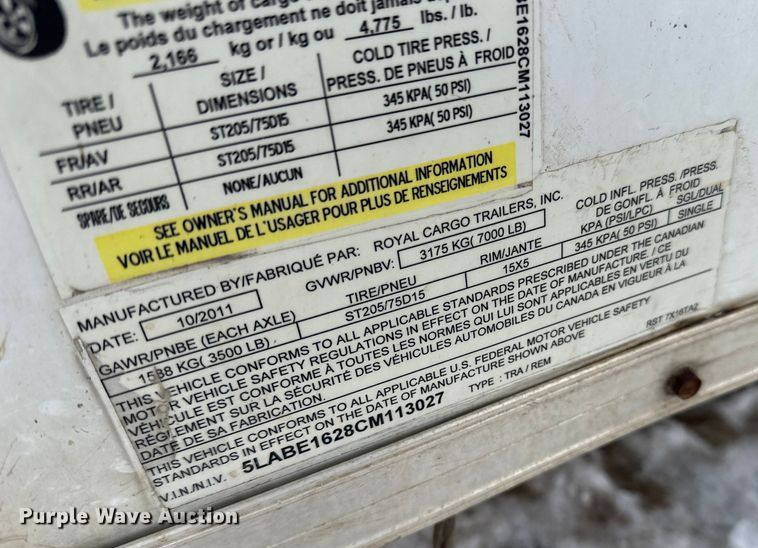 The weight of cargo
Le poids du chargement ne doit jamais
2,166 kg or / kg ou 4,775 lbs. / lb.
TIRE / PNEU SIZE / DIMENSIONS COLD TIRE PRESS. / PRESS. DE PNEUS À FROID
FR/AV ST205/75D15 345 KPA( 50 PSI)
RR/AR ST205/75D15 345 KPA( 50 PSI)
SPARE/DE SECOURS NONE/AUCUN
SEE OWNER'S MANUAL FOR ADDITIONAL INFORMATION
VOIR LE MANUEL DE L'USAGER POUR PLUS DE RENSEIGNEMENTS
BE1628CM113027
MANUFACTURED BY/FABRIQUÉ PAR: ROYAL CARGO TRAILERS, INC.
DATE: 10/2011 GVWR/PNBV: 3175 KG( 7000 LB)
COLD INFL. PRESS. /PRESS.
DE GONFL. À FROID
GAWR/PNBE (EACH AXLE) TIRE/PNEU RIM/JANTE KPA (PSI/LPC) SGL/DUAL
1588 KG( 3500 LB) ST205/75D15 15X5 345 KPA( 50 PSI) SINGLE
THIS VEHICLE CONFORMS TO ALL APPLICABLE STANDARDS PRESCRIBED UNDER THE CANADIAN
MOTOR VEHICLE SAFETY REGULATIONS IN EFFECT ON THE DATE OF MANUFACTURE. / CE
VÉHICULE EST CONFORME À TOUTES LES NORMES QUI LUI SONT APPLICABLES EN VERTU DU
RÈGLEMENT SUR LA SÉCURITÉ DES VÉHICULES AUTOMOBILES DU CANADA EN VIGUEUR À LA
DATE DE SA FABRICATION.
THIS VEHICLE CONFORMS TO ALL APPLICABLE U.S. FEDERAL MOTOR VEHICLE SAFETY
STANDARDS IN EFFECT ON THE DATE OF MANUFACTURE SHOWN ABOVE
RST 7X16TA2
V.I.N./N.I.V. 5LABE1628CM113027 TYPE : TRA / REM
Purple Wave Auction